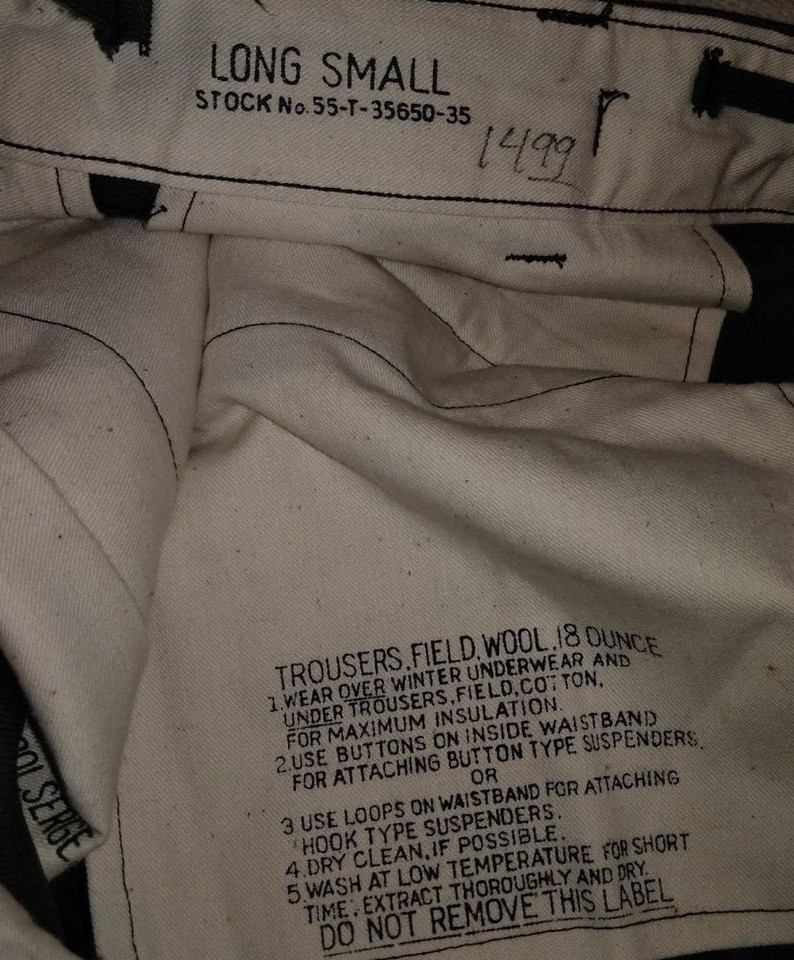 LONG SMALL
STOCK No. 55-T-35650-35
1499
TROUSERS, FIELD, WOOL, 18 OUNCE
1. WEAR OVER WINTER UNDERWEAR AND
UNDER TROUSERS, FIELD, COTTON,
FOR MAXIMUM INSULATION.
2. USE BUTTONS ON INSIDE WAISTBAND
FOR ATTACHING BUTTON TYPE SUSPENDERS.
OR
3 USE LOOPS ON WAISTBAND FOR ATTACHING
HOOK TYPE SUSPENDERS.
4. DRY CLEAN, IF POSSIBLE.
5. WASH AT LOW TEMPERATURE FOR SHORT
TIME. EXTRACT THOROUGHLY AND DRY.
DO NOT REMOVE THIS LABEL
SERGE